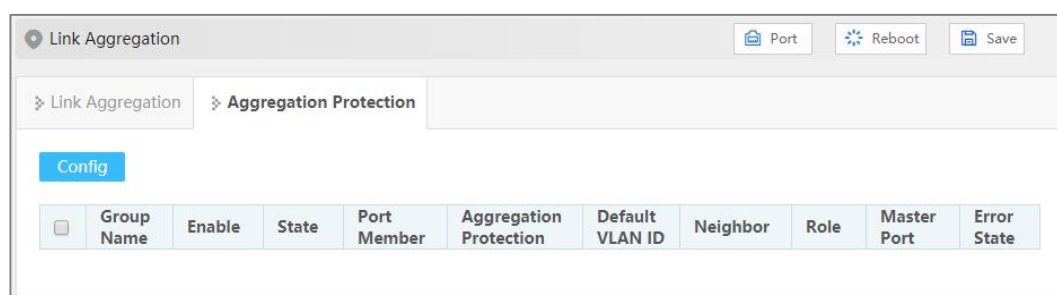 Link Aggregation Port Reboot Save
Link Aggregation Aggregation Protection
Config
Group Name Enable State Port Member Aggregation Protection Default VLAN ID Neighbor Role Master Port Error State